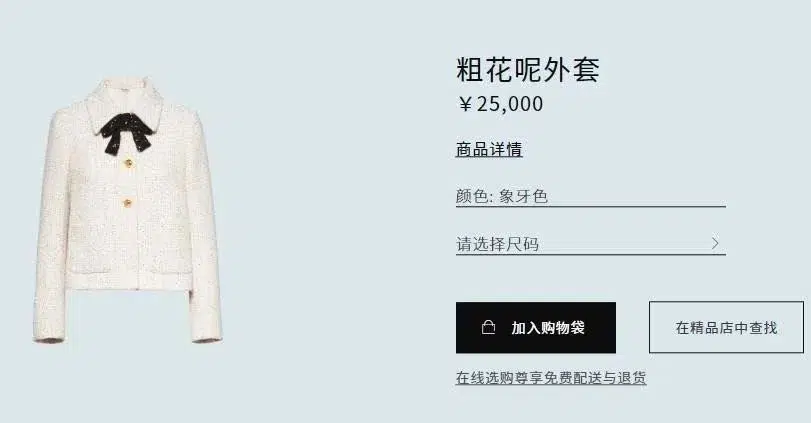 粗花呢外套
￥25,000
商品详情
颜色: 象牙色
请选择尺码
加入购物袋
在精品店中查找
在线选购尊享免费配送与退货